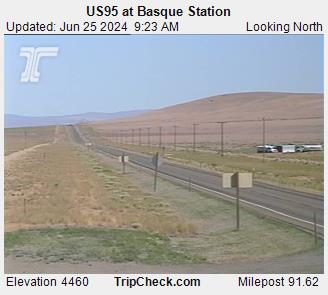 US95 at Basque Station
Updated: Jun 25 2024 9:23 AM Looking North
Elevation 4460 TripCheck.com Milepost 91.62